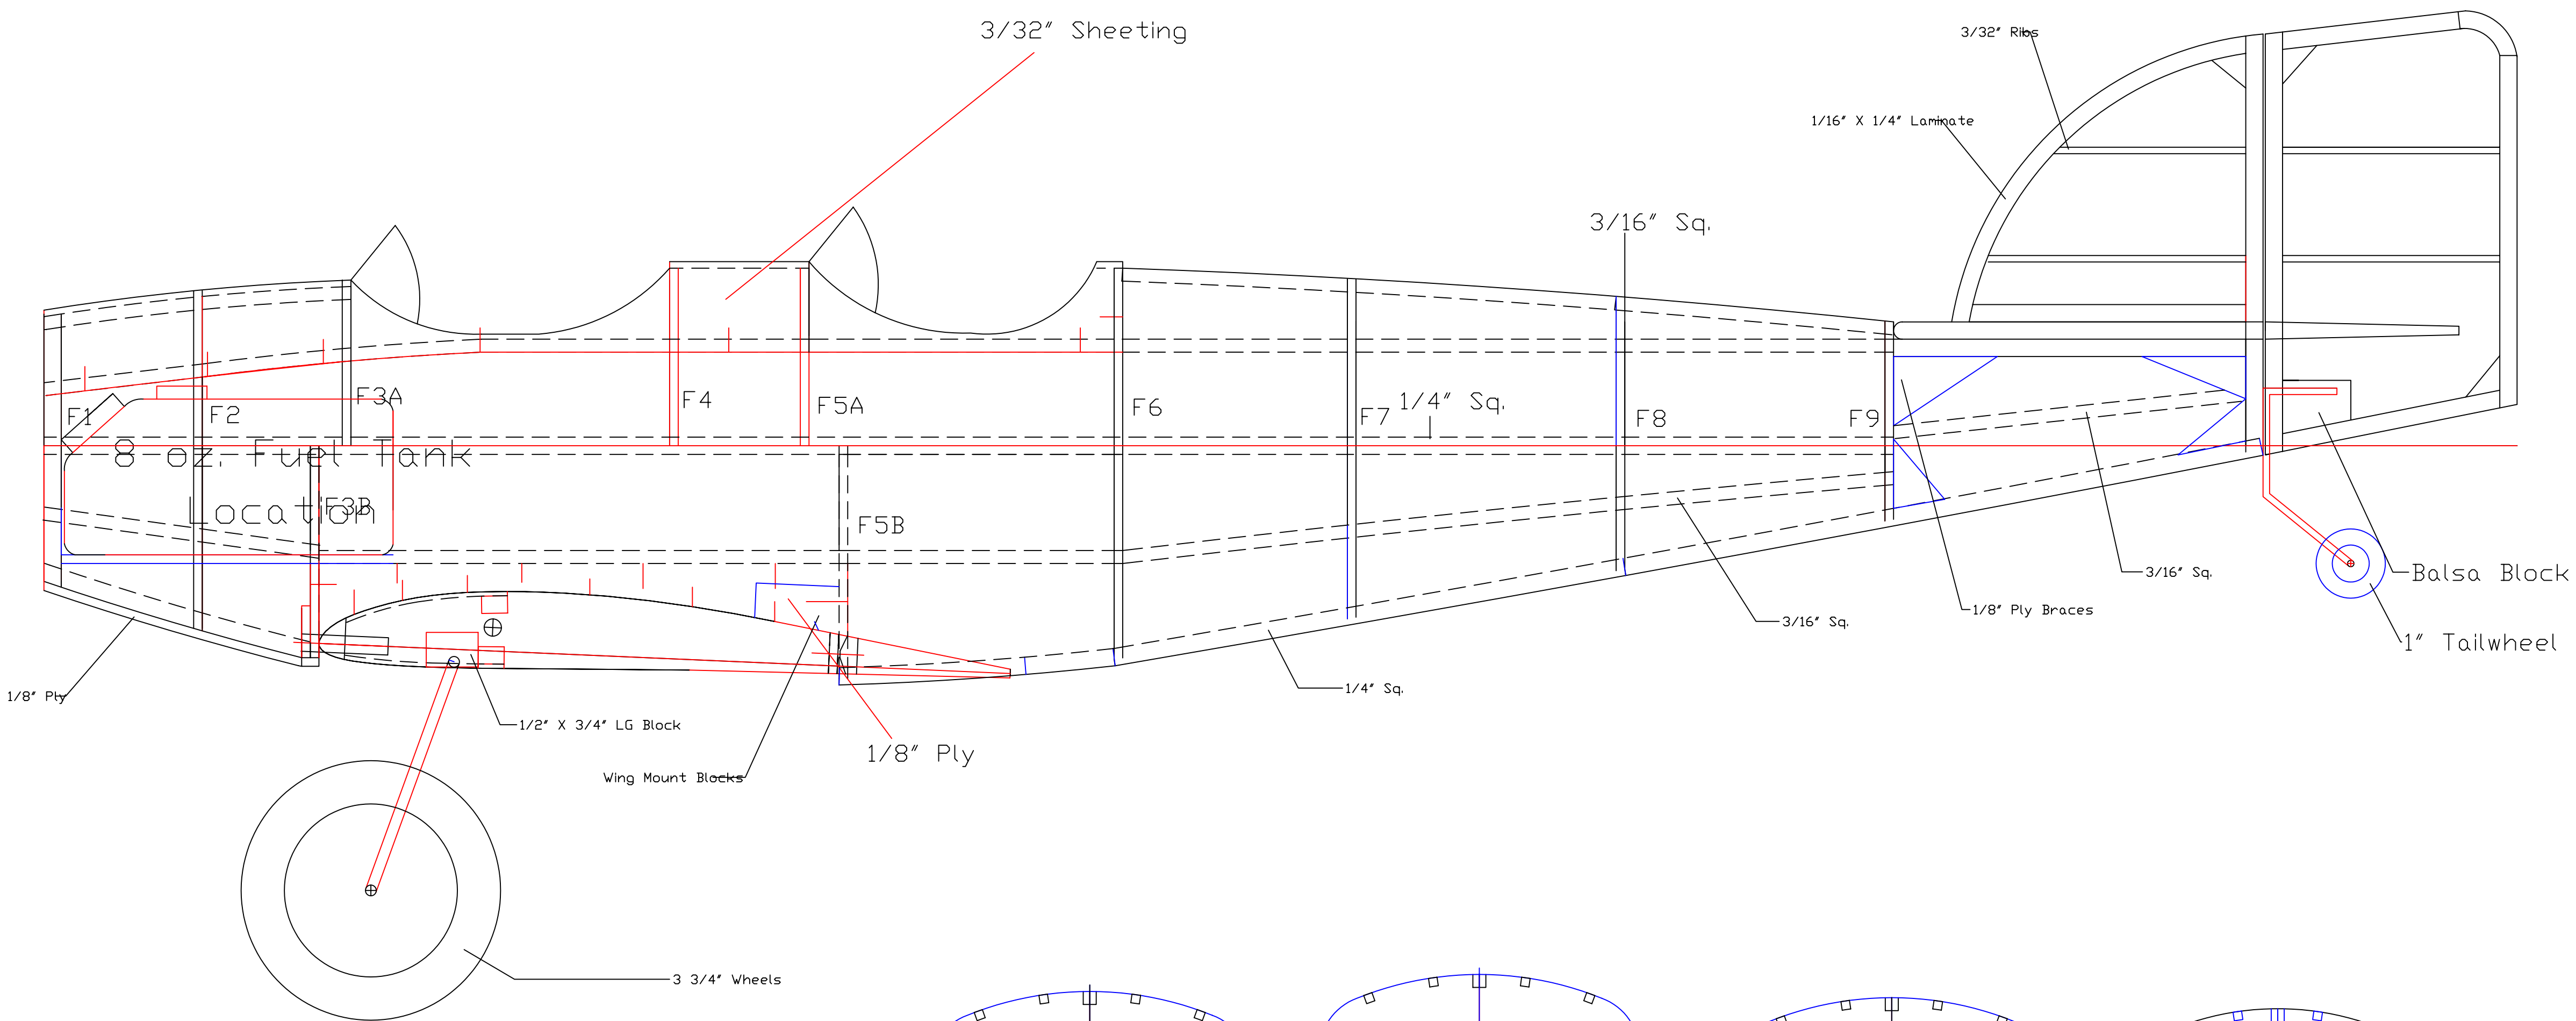 3/32" Sheeting
3/32" Ribs
1/16" X 1/4" Laminate
3/16" Sq.
F1
F2
F3A
F4
F5A
F6
F7
1/4" Sq.
F8
F9
8 oz. Fuel Tank
Location
F3B
F5B
Balsa Block
3/16" Sq.
1/8" Ply Braces
3/16" Sq.
1" Tailwheel
1/8" Ply
1/4" Sq.
1/2" X 3/4" LG Block
1/8" Ply
Wing Mount Blocks
3 3/4" Wheels